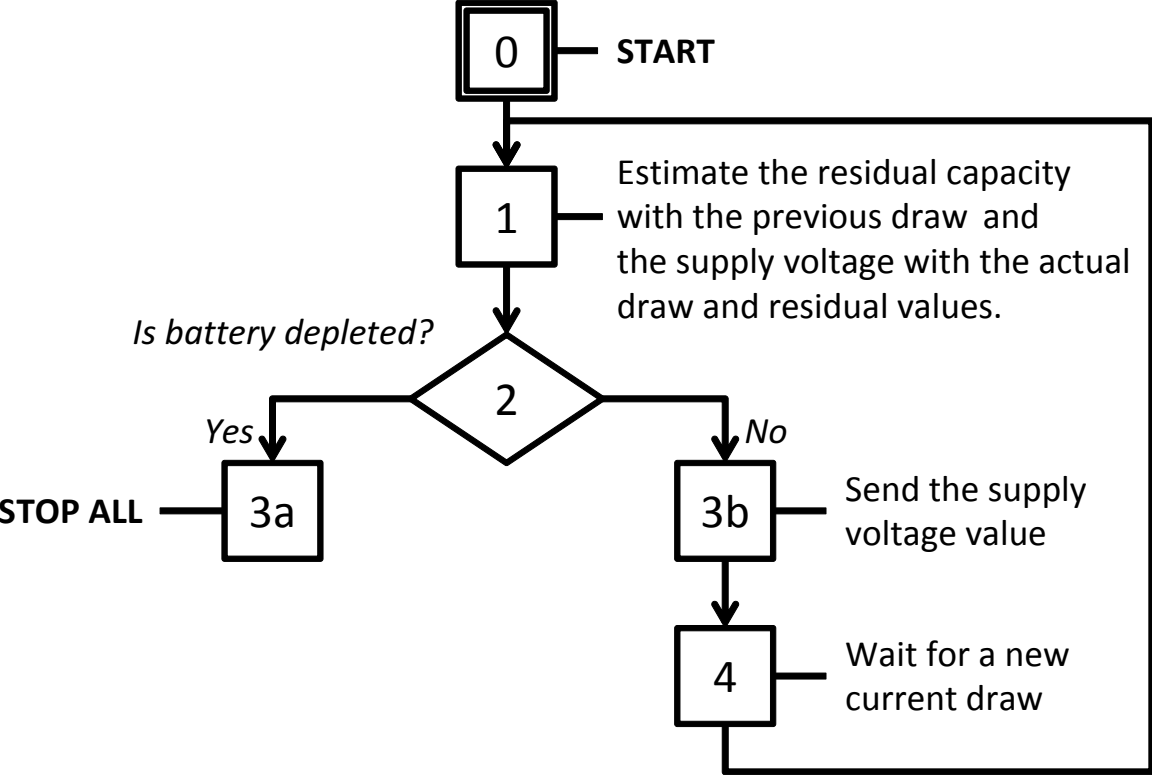 0
START
1
Estimate the residual capacity
with the previous draw and
the supply voltage with the actual
draw and residual values.
Is battery depleted?
2
Yes
No
STOP ALL
3a
3b
Send the supply
voltage value
4
Wait for a new
current draw